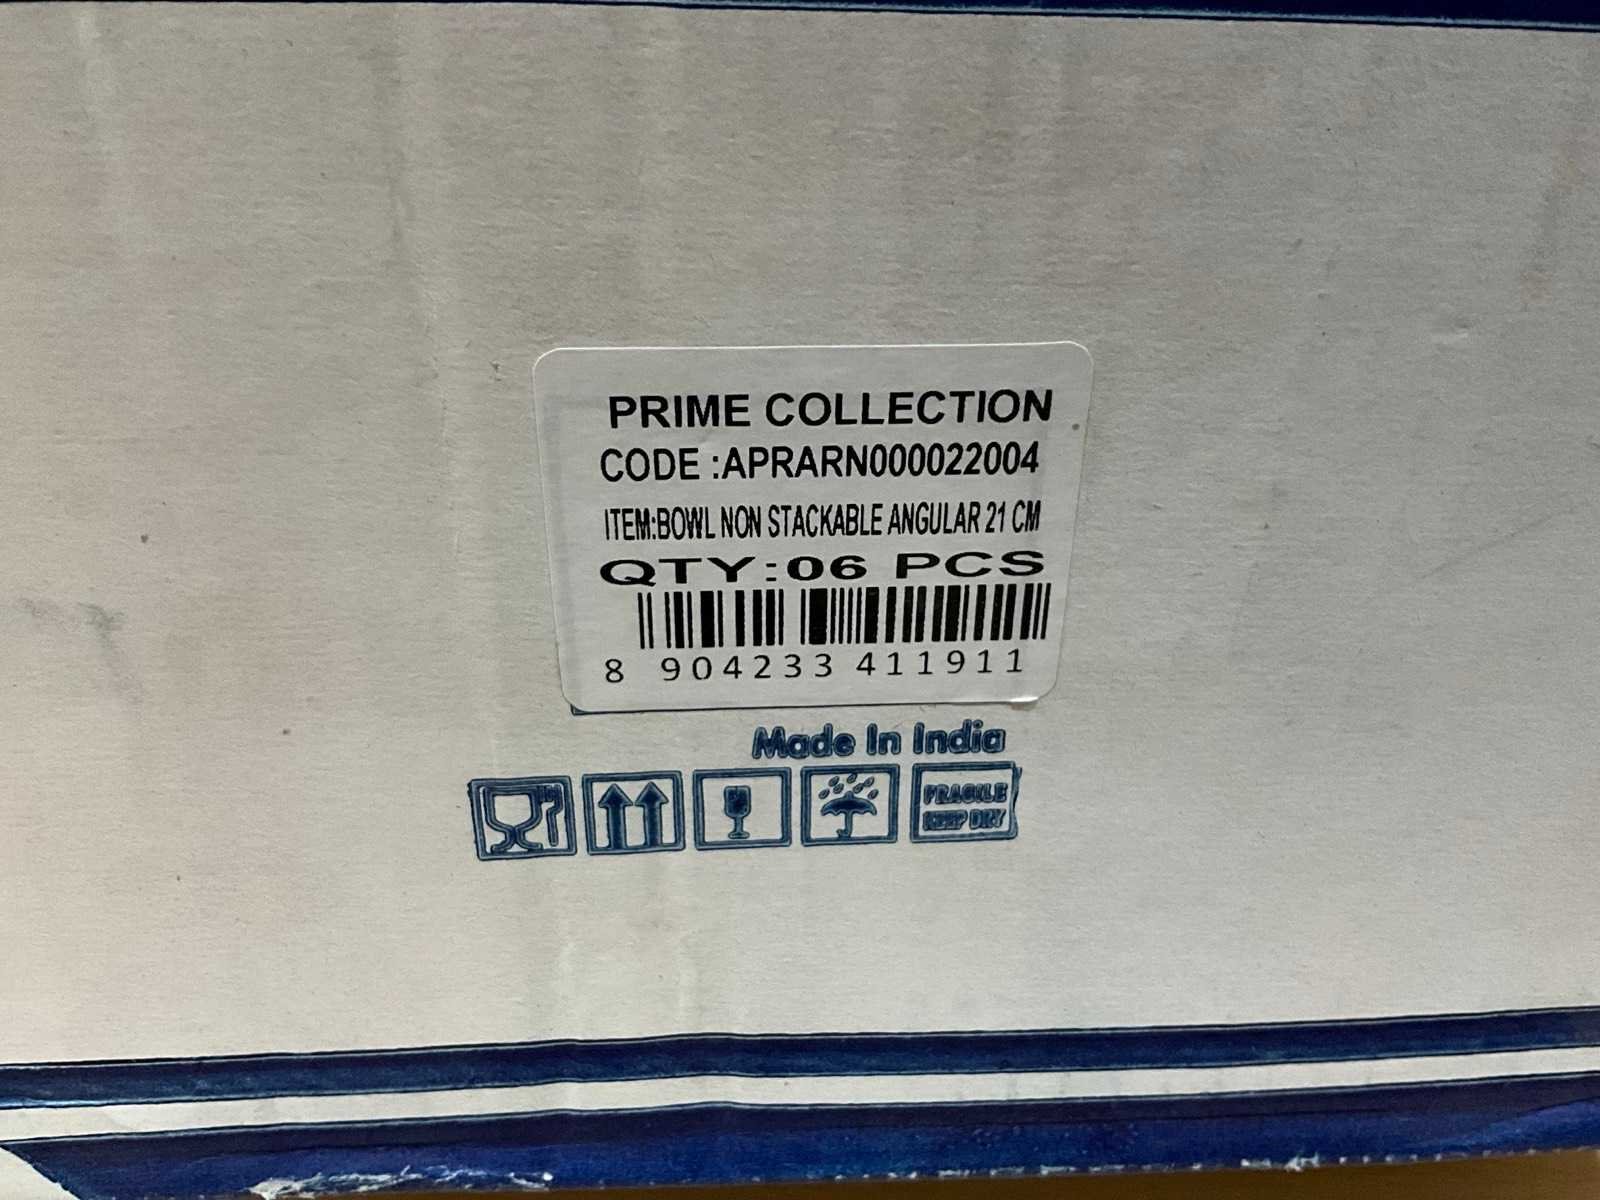 PRIME COLLECTION
CODE :APRARN000022004
ITEM:BOWL NON STACKABLE ANGULAR 21 CM
QTY:06 PCS
8 904233 411911
Made In India
FRAGILE
KEEP DRY